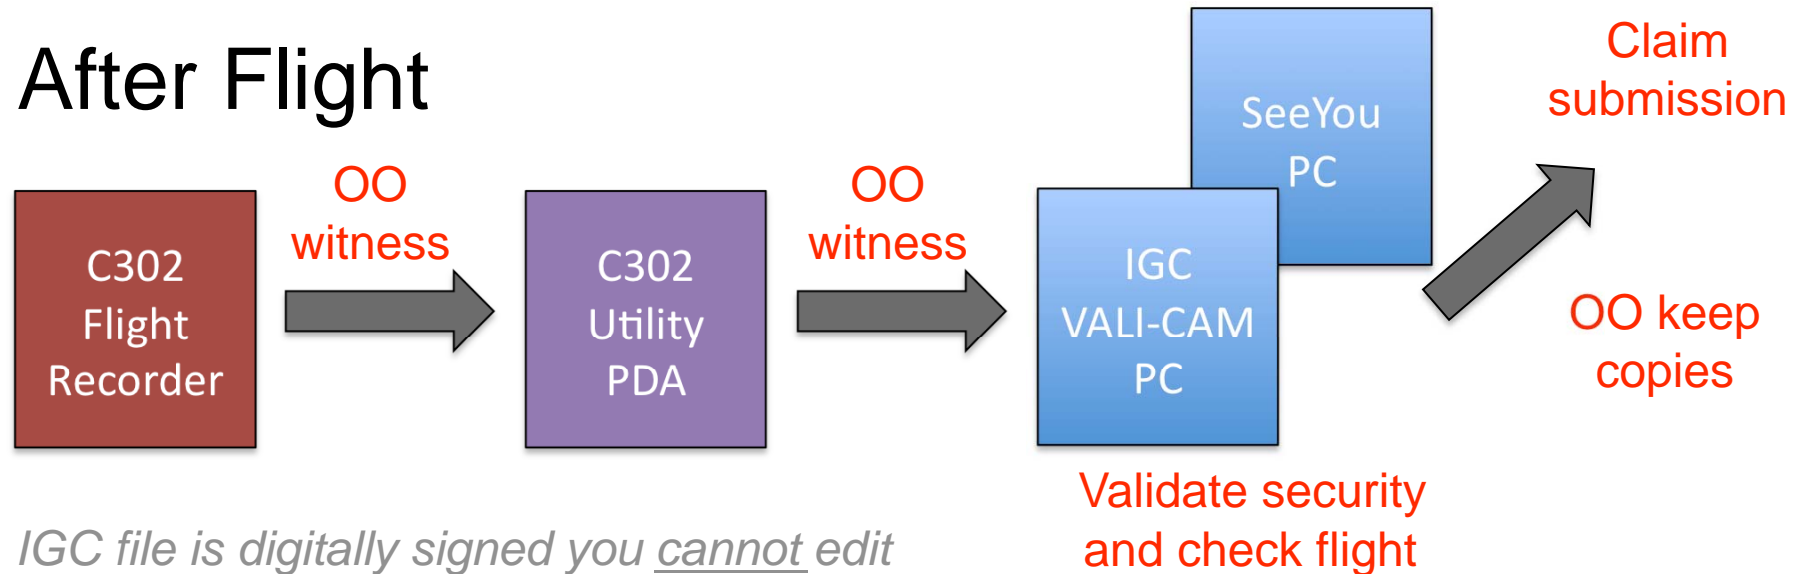 After Flight
C302
Flight
Recorder
OO
witness
C302
Utility
PDA
OO
witness
IGC
VALI-CAM
PC
SeeYou
PC
Validate security
and check flight
Claim
submission
OO keep
copies
IGC file is digitally signed you cannot edit